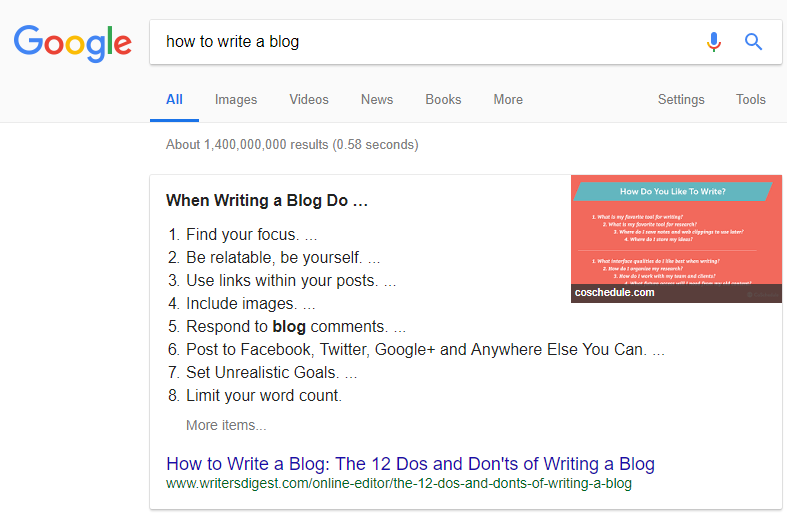 Google
how to write a blog
All Images Videos News Books More Settings Tools
About 1,400,000,000 results (0.58 seconds)
When Writing a Blog Do ...
1. Find your focus. ...
2. Be relatable, be yourself. ...
3. Use links within your posts. ...
4. Include images. ...
5. Respond to blog comments. ...
6. Post to Facebook, Twitter, Google+ and Anywhere Else You Can. ...
7. Set Unrealistic Goals. ...
8. Limit your word count.
More items...
How Do You Like To Write?
1. What is my favorite tool for writing?
2. What is my favorite tool for research?
3. Where do I save notes and web clippings to use later?
4. Where do I store my ideas?
1. What interface qualities do I like best when writing?
2. How do I organize my research?
3. How do I work with my team and clients?
coschedule.com
How to Write a Blog: The 12 Dos and Don'ts of Writing a Blog
www.writersdigest.com/online-editor/the-12-dos-and-donts-of-writing-a-blog